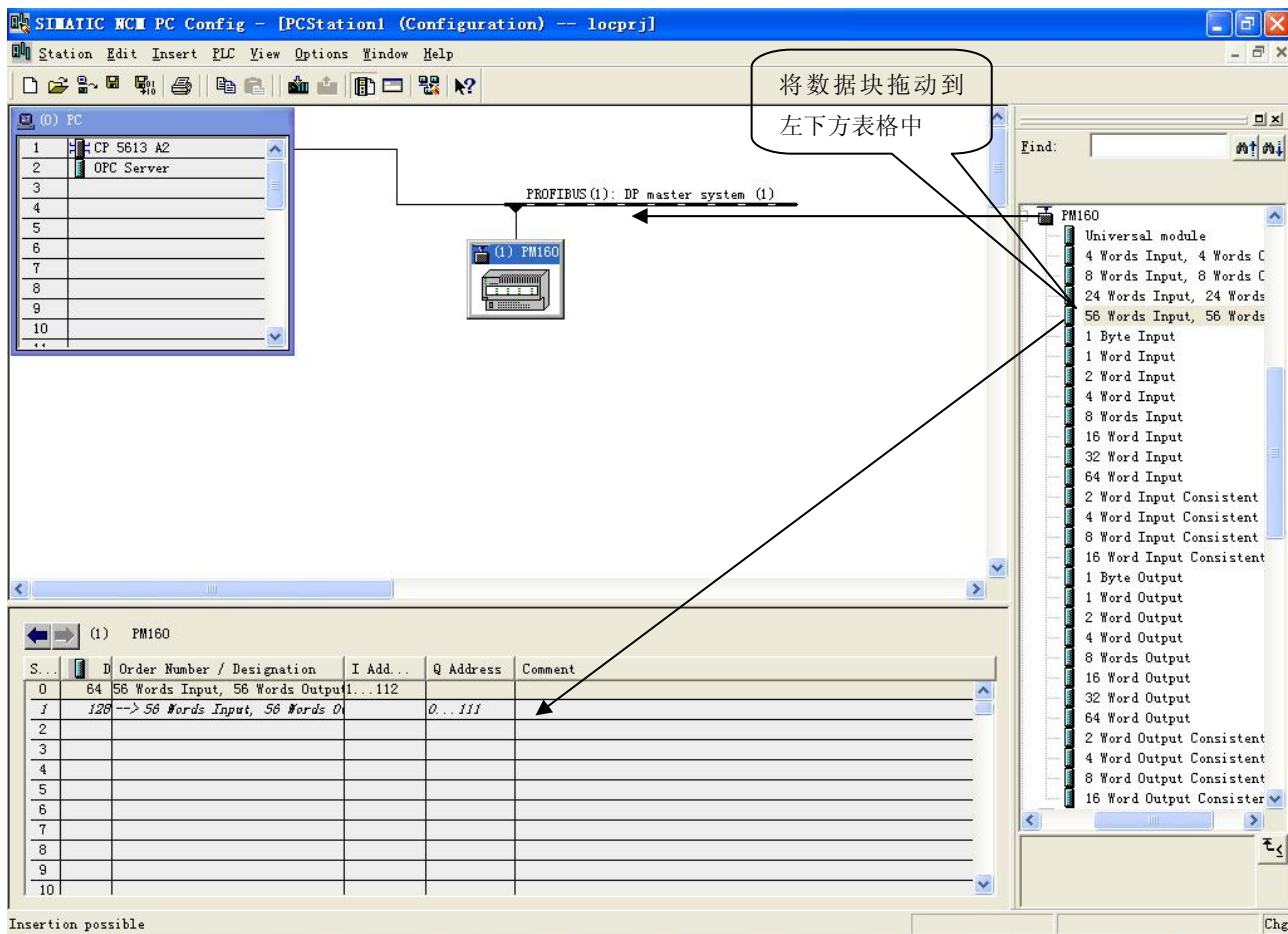 SIMATIC NCM PC Config - [PCStation1 (Configuration) -- locprj]
Station Edit Insert PLC View Options Window Help
将数据块拖动到
左下方表格中
(0) PC
1 CP 5613 A2
2 OPC Server
3
4
5
6
7
8
9
10
11
PROFIBUS(1): DP master system (1)
(1) PM160
Find:
PM160
Universal module
4 Words Input, 4 Words O
8 Words Input, 8 Words O
24 Words Input, 24 Words
56 Words Input, 56 Words
1 Byte Input
1 Word Input
2 Word Input
4 Word Input
8 Words Input
16 Word Input
32 Word Input
64 Word Input
2 Word Input Consistent
4 Word Input Consistent
8 Word Input Consistent
16 Word Input Consistent
1 Byte Output
1 Word Output
2 Word Output
4 Word Output
8 Words Output
16 Word Output
32 Word Output
64 Word Output
2 Word Output Consistent
4 Word Output Consistent
8 Word Output Consistent
16 Word Output Consister
(1) PM160
S... D Order Number / Designation I Add... Q Address Comment
0 64 56 Words Input, 56 Words Output 1...112
1 128 --> 56 Words Input, 56 Words Ou 0...111
2
3
4
5
6
7
8
9
10
Insertion possible
Chg